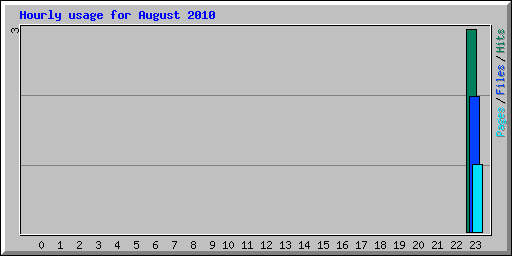 Hourly usage for August 2010
3
Pages/Files/Hits
0 1 2 3 4 5 6 7 8 9 10 11 12 13 14 15 16 17 18 19 20 21 22 23